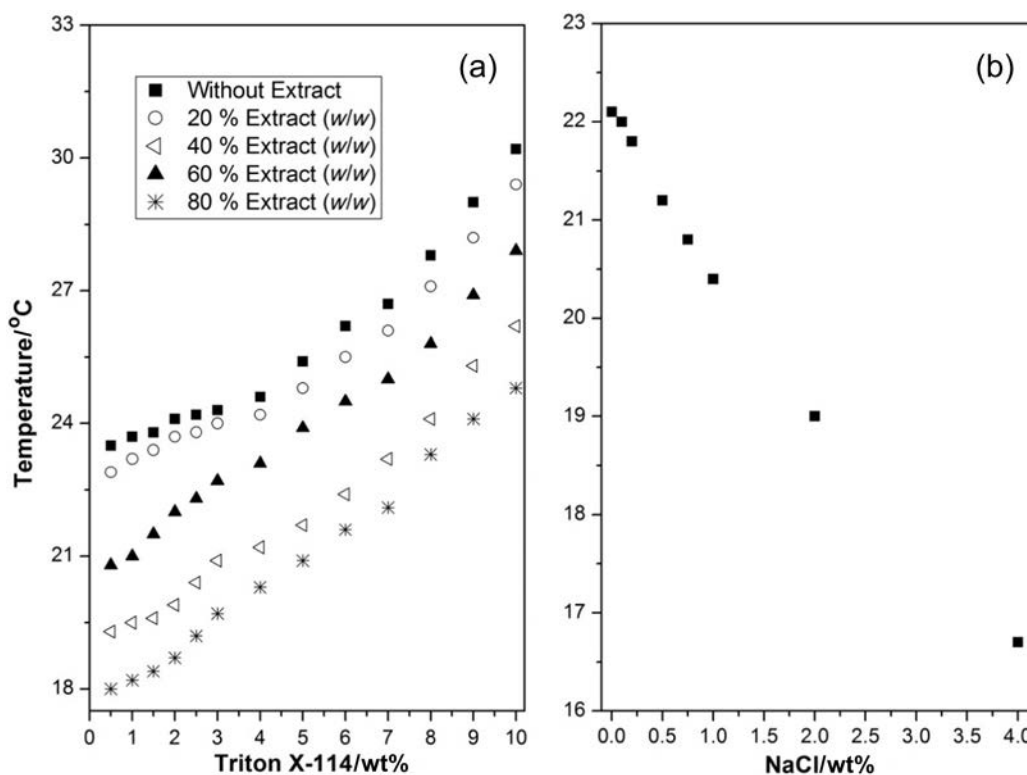 (a)
Without Extract
20 % Extract (w/w)
40 % Extract (w/w)
60 % Extract (w/w)
80 % Extract (w/w)
33
30
27
24
21
18
Temperature/°C
0 1 2 3 4 5 6 7 8 9 10
Triton X-114/wt%
(b)
23
22
21
20
19
18
17
16
0.0 0.5 1.0 1.5 2.0 2.5 3.0 3.5 4.0
NaCl/wt%